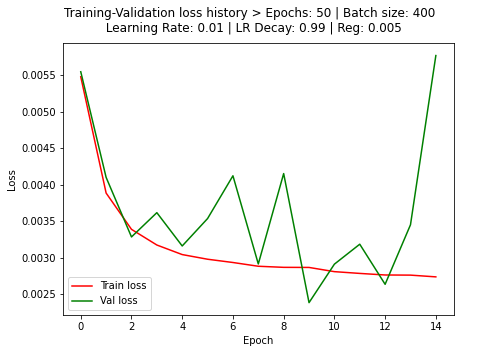 Training-Validation loss history > Epochs: 50 | Batch size: 400
Learning Rate: 0.01 | LR Decay: 0.99 | Reg: 0.005
0.0055
0.0050
0.0045
0.0040
0.0035
0.0030
0.0025
Loss
Train loss
Val loss
0 2 4 6 8 10 12 14
Epoch